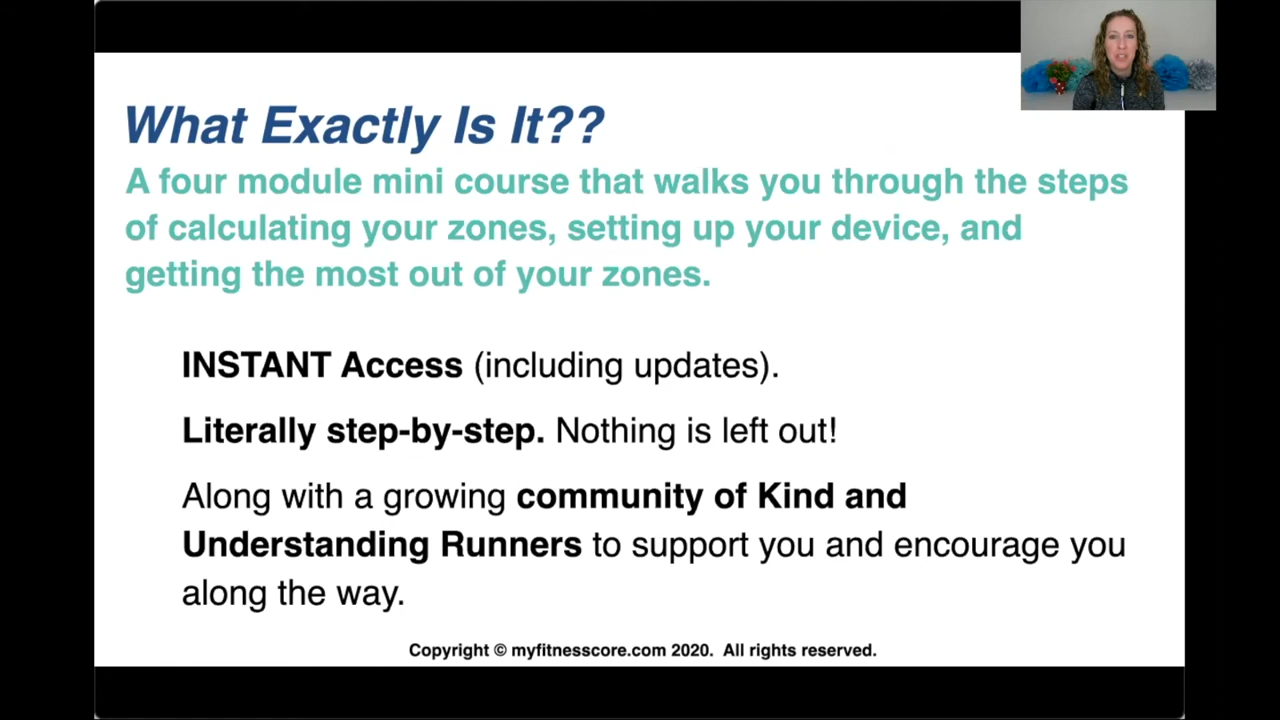 What Exactly Is It??
A four module mini course that walks you through the steps
of calculating your zones, setting up your device, and
getting the most out of your zones.
INSTANT Access (including updates).
Literally step-by-step. Nothing is left out!
Along with a growing community of Kind and
Understanding Runners to support you and encourage you
along the way.
Copyright © myfitnesscore.com 2020. All rights reserved.